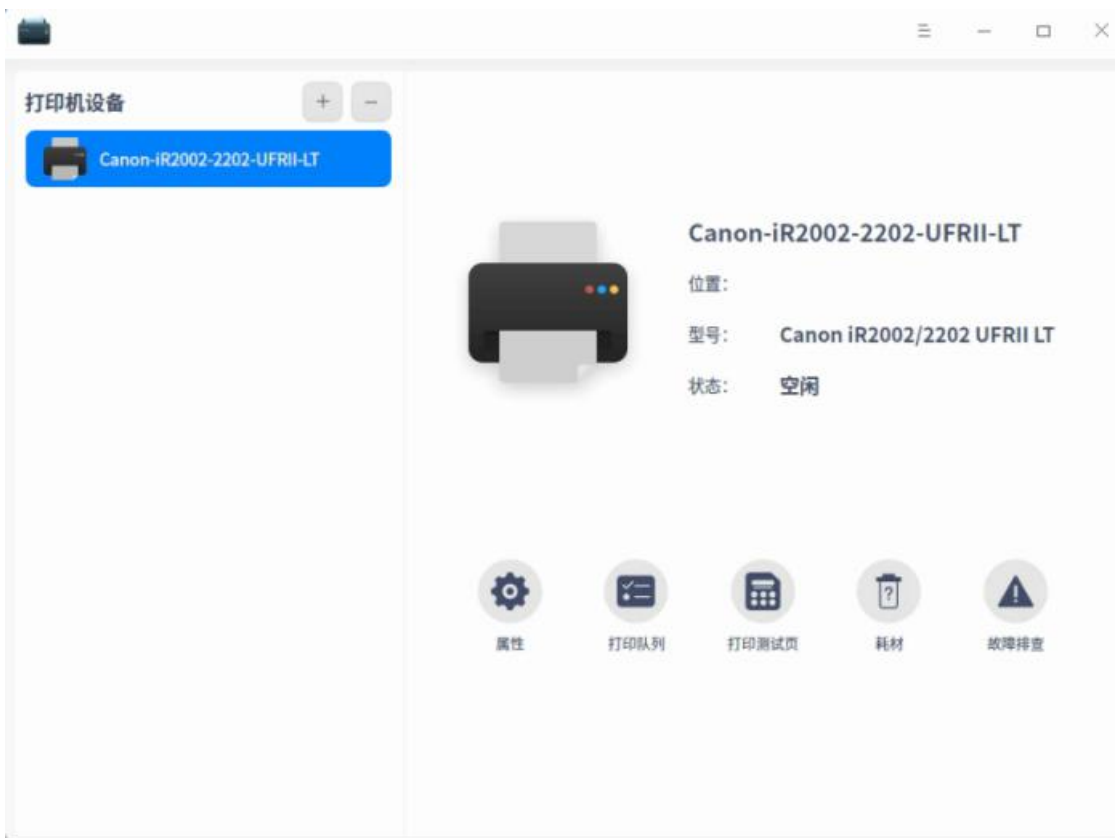 打印机设备
Canon-iR2002-2202-UFRII-LT
Canon-iR2002-2202-UFRII-LT
位置:
型号: Canon iR2002/2202 UFRII LT
状态: 空闲
属性 打印队列 打印测试页 耗材 故障排查